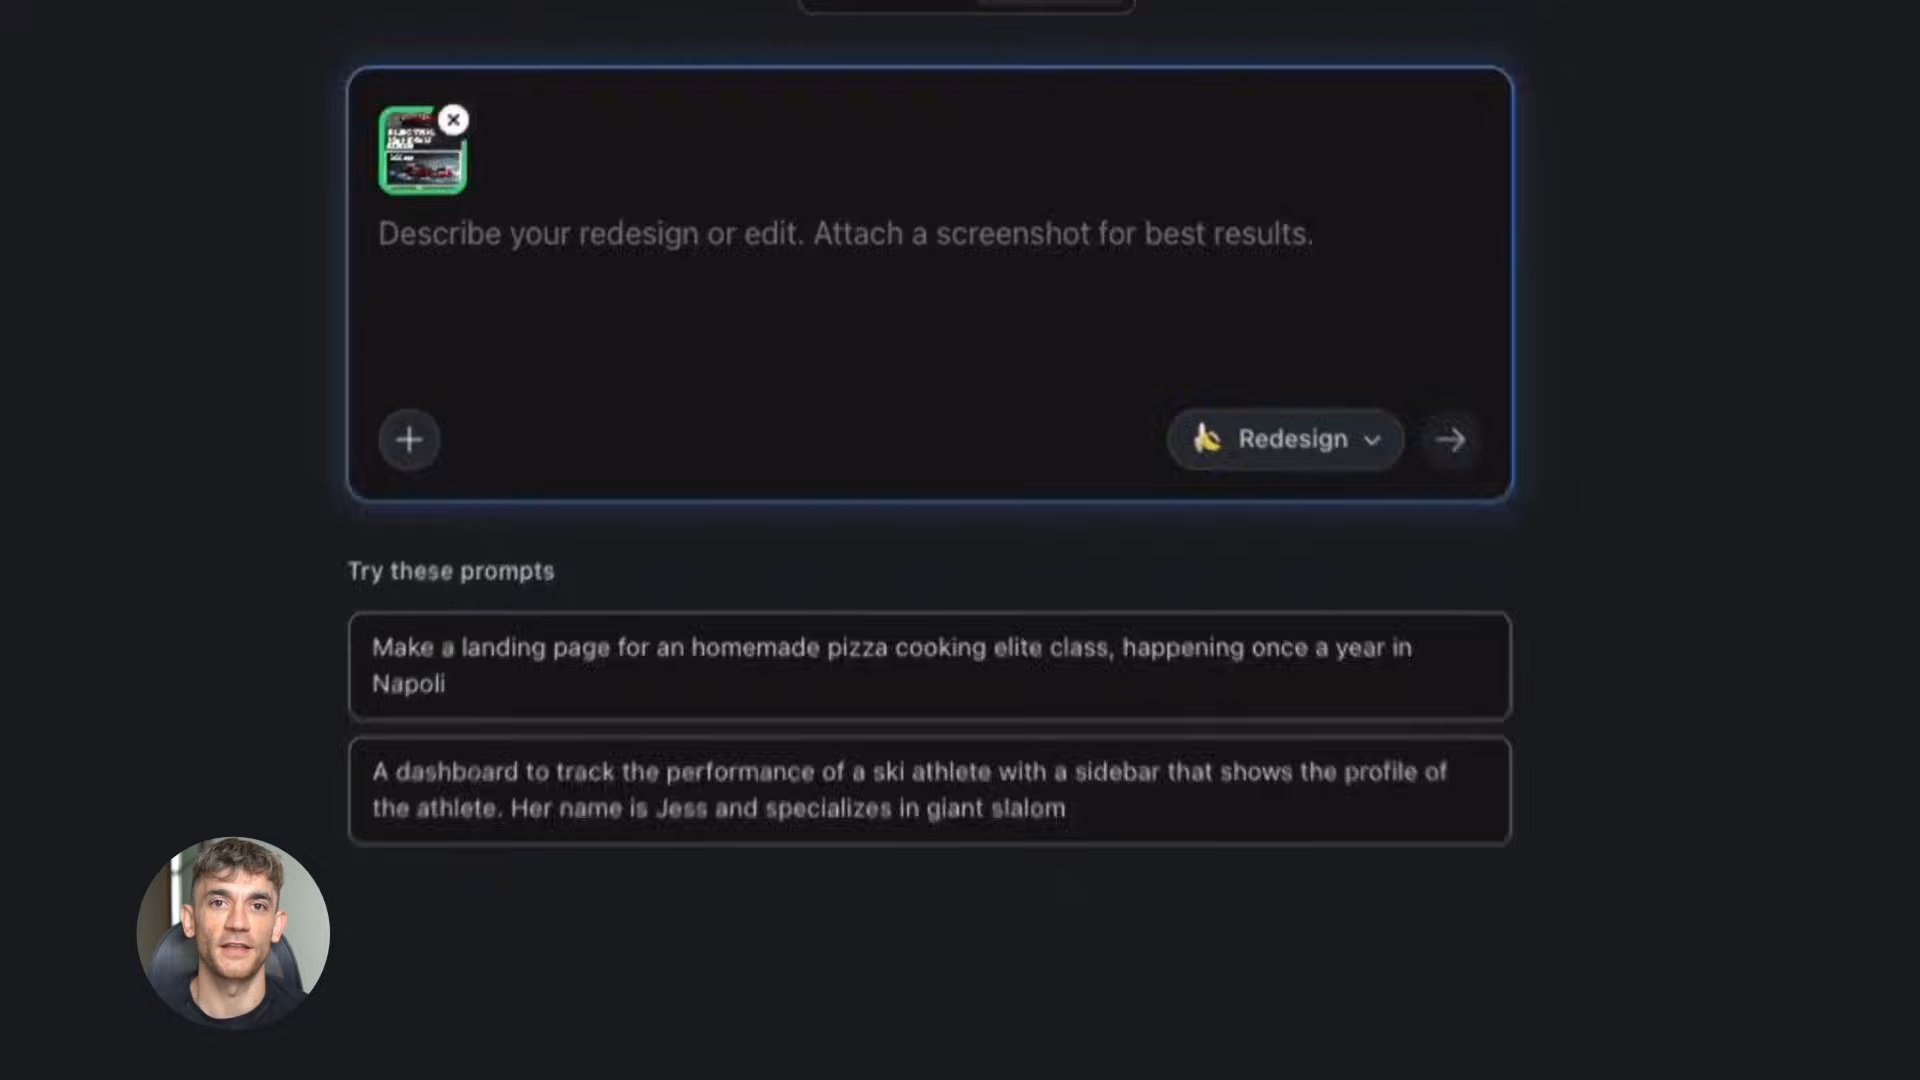 Describe your redesign or edit. Attach a screenshot for best results.
Redesign
Try these prompts
Make a landing page for an homemade pizza cooking elite class, happening once a year in
Napoli
A dashboard to track the performance of a ski athlete with a sidebar that shows the profile of
the athlete. Her name is Jess and specializes in giant slalom